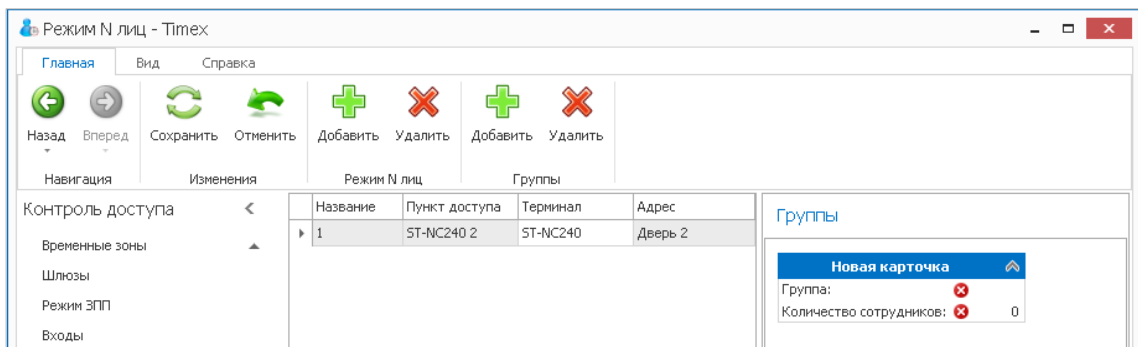 Режим N лиц - Timex
Главная Вид Справка
Назад Вперед Сохранить Отменить Добавить Удалить Добавить Удалить
Навигация Изменения Режим N лиц Группы
Контроль доступа
Временные зоны
Шлюзы
Режим ЗПП
Входы
Название Пункт доступа Терминал Адрес
1 ST-NC240 2 ST-NC240 Дверь 2
Группы
Новая карточка
Группа:
Количество сотрудников: 0